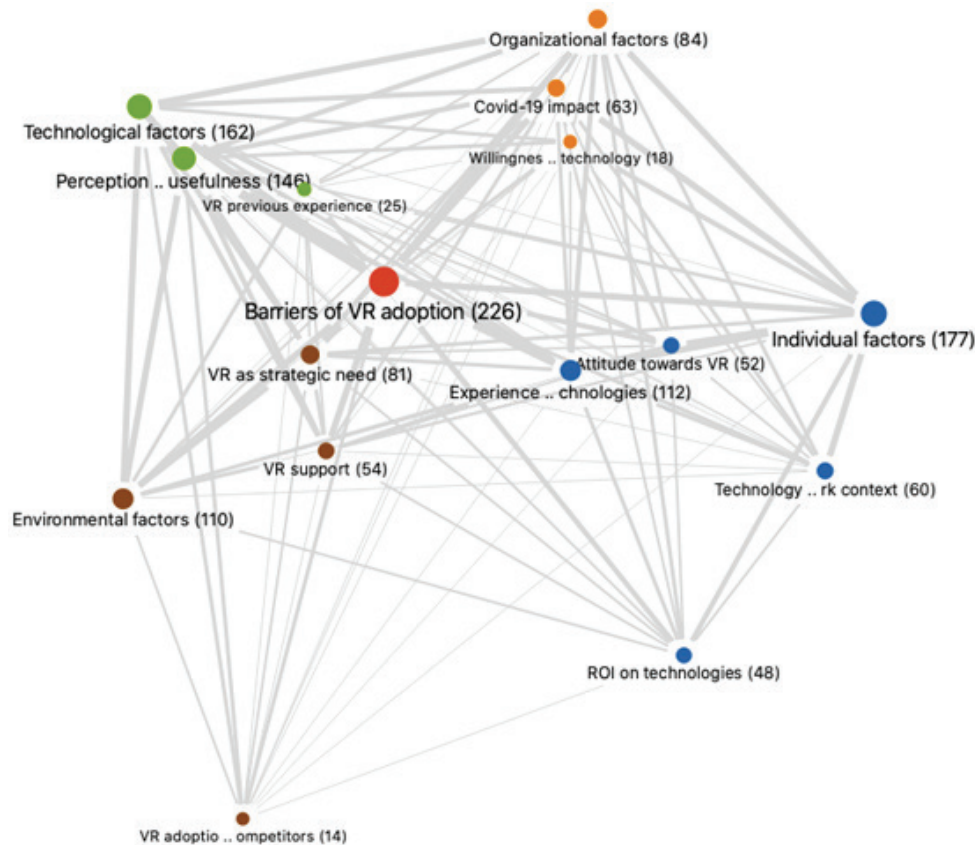 Organizational factors (84)
Covid-19 impact (63)
Technological factors (162)
Willingnes .. technology (18)
Perception .. usefulness (146)
VR previous experience (25)
Barriers of VR adoption (226)
Individual factors (177)
Attitude towards VR (52)
VR as strategic need (81)
Experience .. chnologies (112)
VR support (54)
Technology .. rk context (60)
Environmental factors (110)
ROI on technologies (48)
VR adoptio .. ompetitors (14)